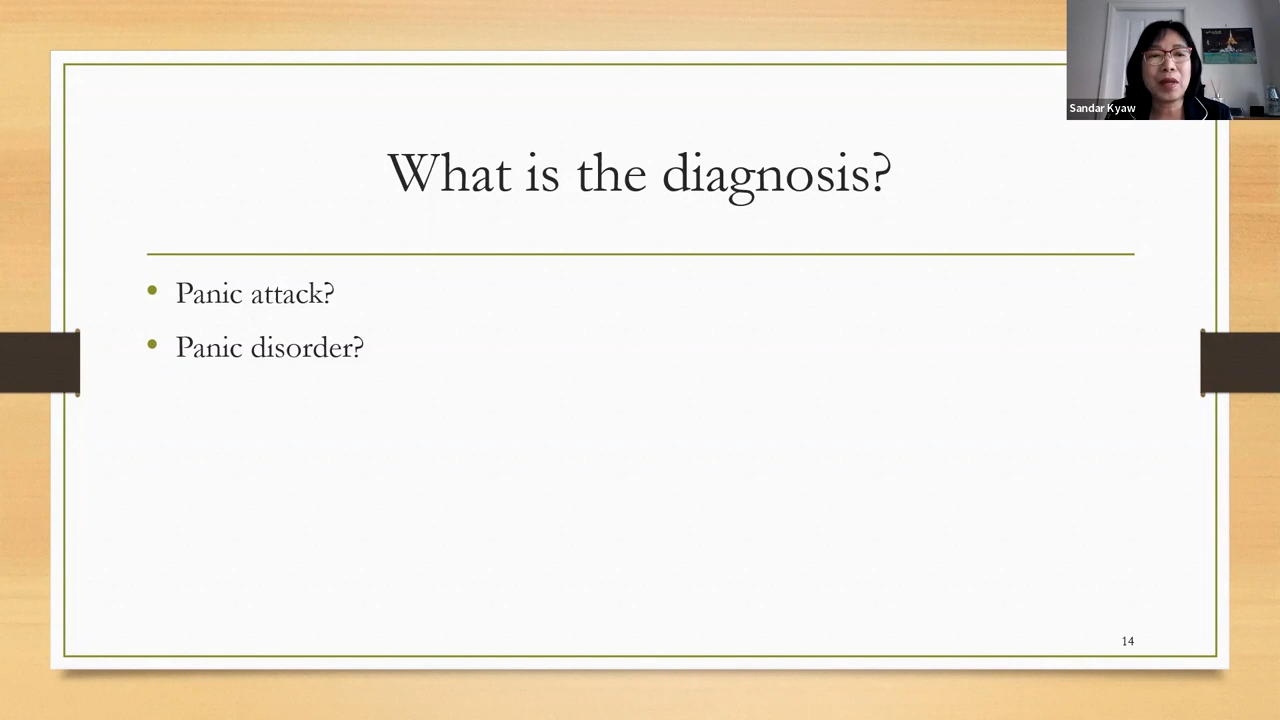 Sandar Kyaw
What is the diagnosis?
Panic attack?
Panic disorder?
14